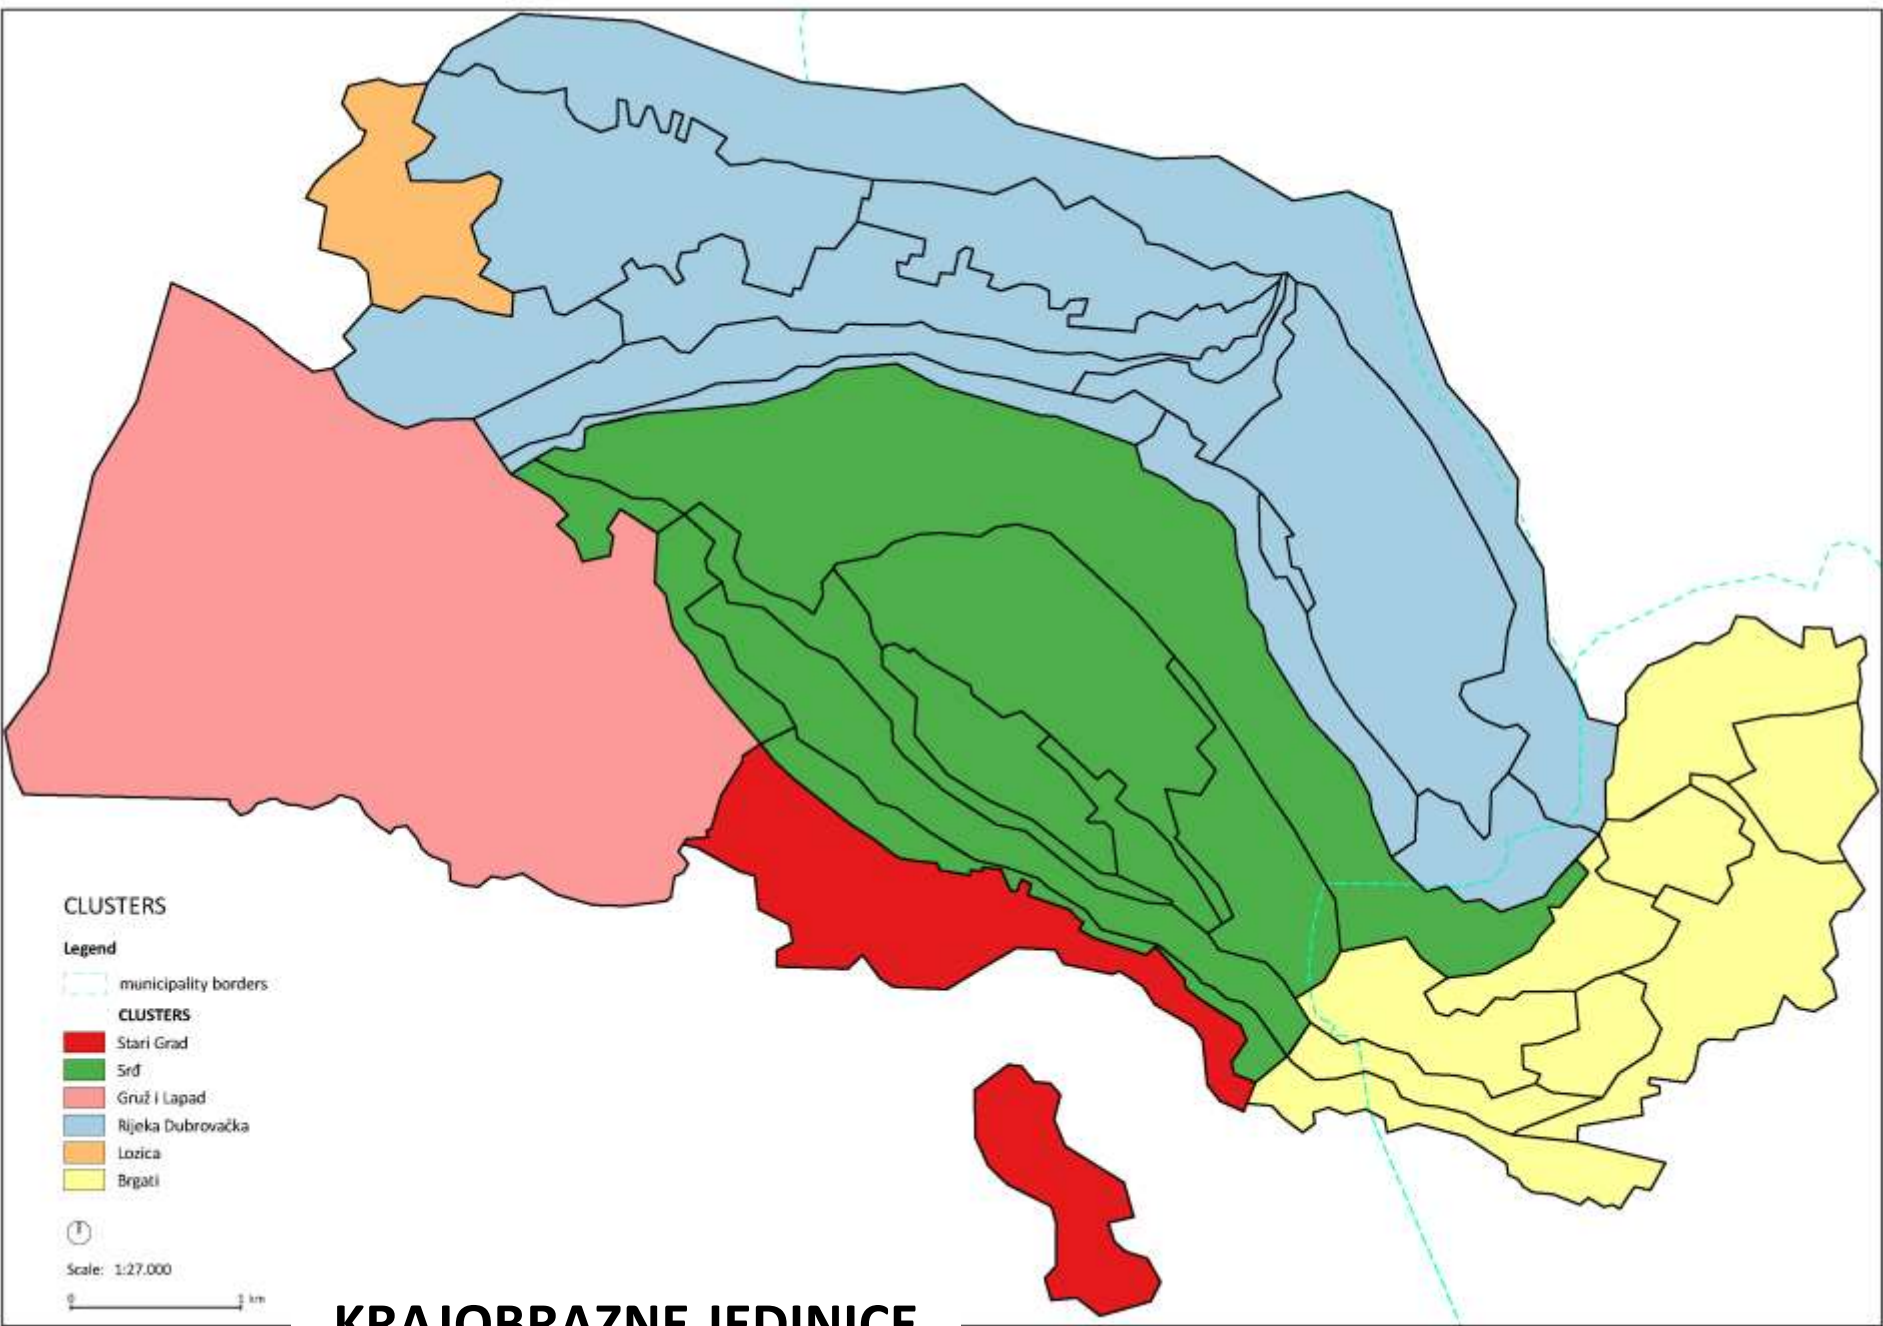 CLUSTERS
Legend
municipality borders
CLUSTERS
Stari Grad
Srđ
Gruž i Lapad
Rijeka Dubrovačka
Lozica
Brgati
Scale: 1:27.000
0 1 km
KRAJOBRAZNE JEDINICE